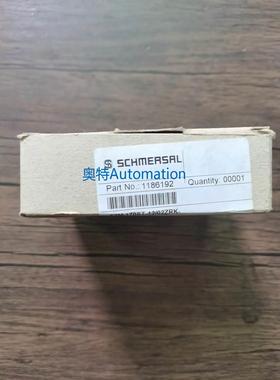 SCHMERSAL
奥特Automation
Part No.: 1186192 Quantity: 00001